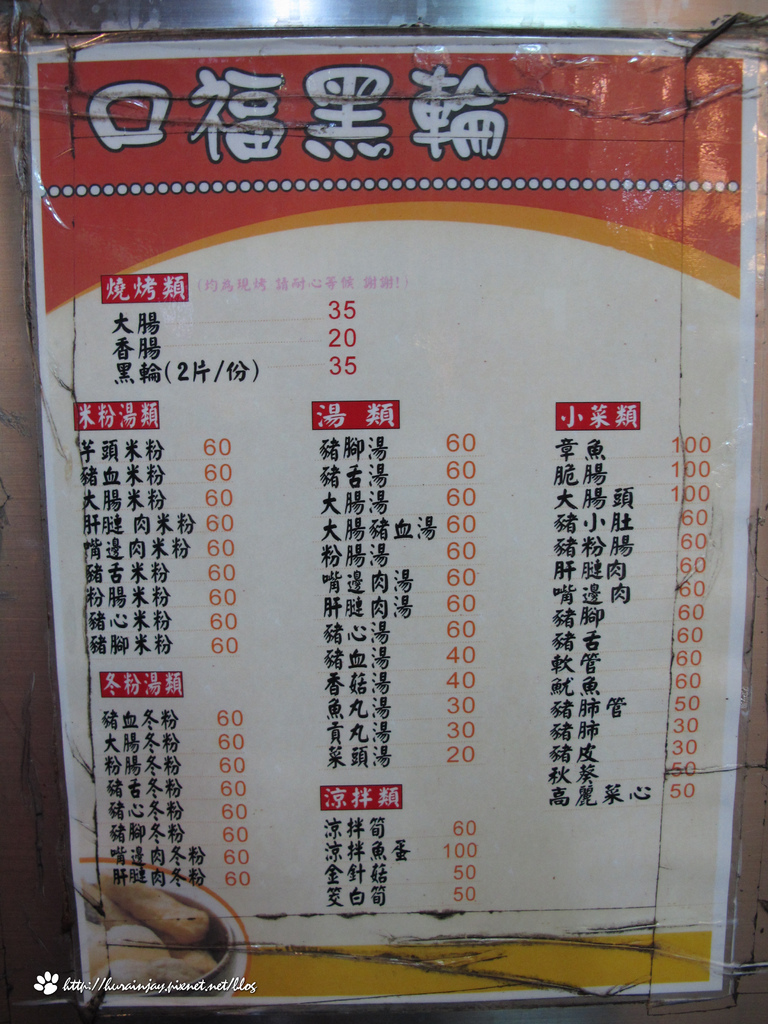 口福黑輪
燒烤類 (均為現烤 請耐心等候 謝謝!)
大腸 35
香腸 20
黑輪(2片/份) 35
米粉湯類
芋頭米粉 60
豬血米粉 60
大腸米粉 60
肝腱肉米粉 60
嘴邊肉米粉 60
豬舌米粉 60
粉腸米粉 60
豬心米粉 60
豬腳米粉 60
冬粉湯類
豬血冬粉 60
大腸冬粉 60
粉腸冬粉 60
豬舌冬粉 60
豬心冬粉 60
豬腳冬粉 60
嘴邊肉冬粉 60
肝腱肉冬粉 60
湯類
豬腳湯 60
豬舌湯 60
大腸湯 60
大腸豬血湯 60
粉腸湯 60
嘴邊肉湯 60
肝腱肉湯 60
豬心湯 60
豬血湯 40
香菇湯 40
魚丸湯 30
貢丸湯 30
菜頭湯 20
涼拌類
涼拌筍 60
涼拌魚蛋 100
金針菇 50
茭白筍 50
小菜類
章魚 100
脆腸 100
大腸頭 100
豬小肚 60
豬粉腸 60
肝腱肉 60
嘴邊肉 60
豬腳 60
豬舌 60
軟管 60
魷魚 60
豬肺管 50
豬肺 30
豬皮 30
秋葵 50
高麗菜心 50
http://hurainjay.pixnet.net/blog